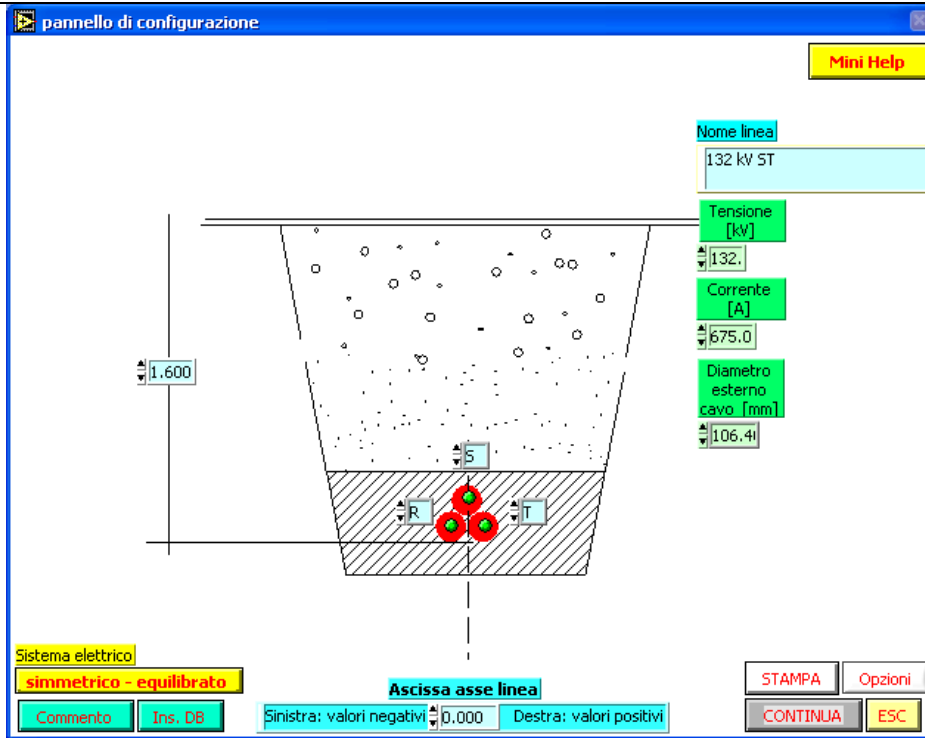 pannello di configurazione
Mini Help
Nome linea
132 kV ST
Tensione
[kV]
132.
Corrente
[A]
675.0
1.600
Diametro
esterno
cavo [mm]
S
R
T
Sistema elettrico
simmetrico - equilibrato
Ascissa asse linea
STAMPA
Opzioni
Commento
Ins. DB
Sinistra: valori negativi
0.000
Destra: valori positivi
CONTINUA
ESC